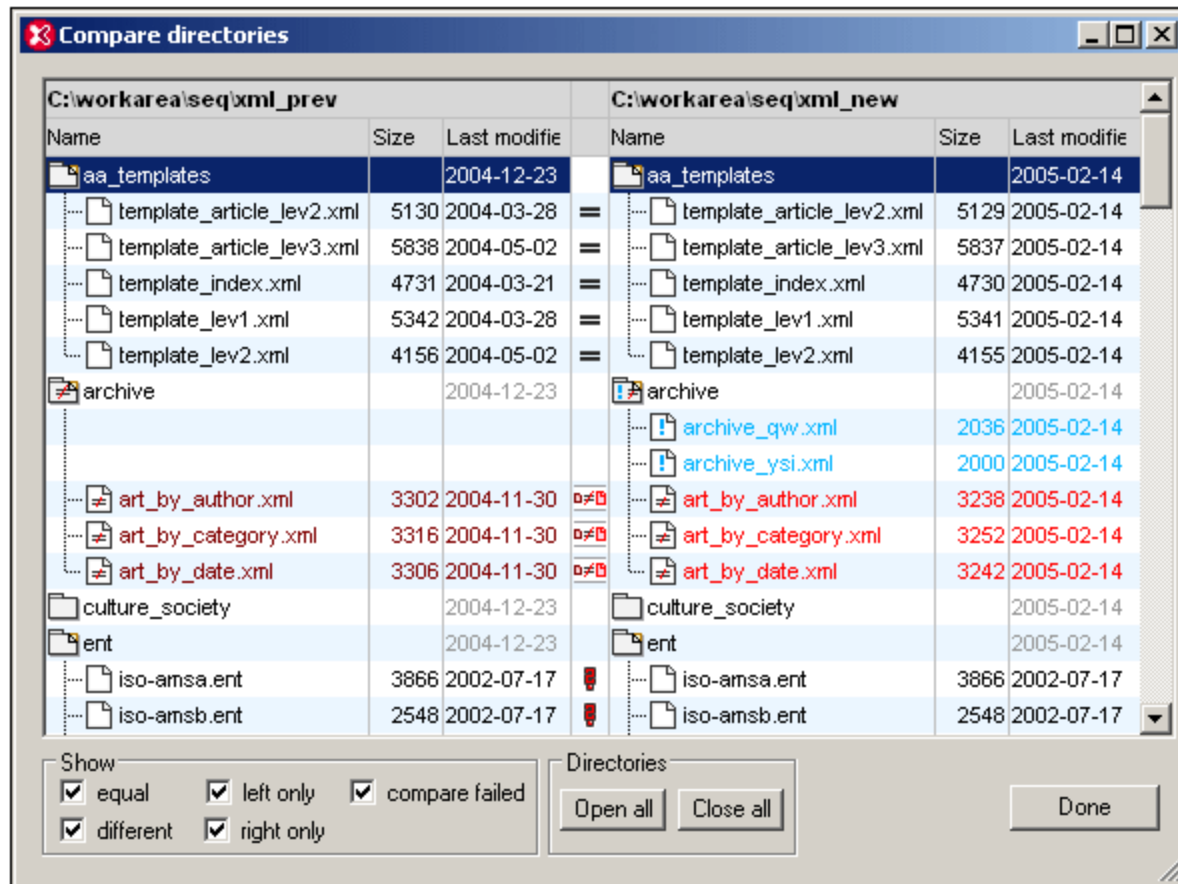 Compare directories
C:\workarea\seq\xml_prev C:\workarea\seq\xml_new
Name Size Last modifie Name Size Last modifie
aa_templates 2004-12-23 aa_templates 2005-02-14
template_article_lev2.xml 5130 2004-03-28 = template_article_lev2.xml 5129 2005-02-14
template_article_lev3.xml 5838 2004-05-02 = template_article_lev3.xml 5837 2005-02-14
template_index.xml 4731 2004-03-21 = template_index.xml 4730 2005-02-14
template_lev1.xml 5342 2004-03-28 = template_lev1.xml 5341 2005-02-14
template_lev2.xml 4156 2004-05-02 = template_lev2.xml 4155 2005-02-14
archive 2004-12-23 archive 2005-02-14
archive_qw.xml 2036 2005-02-14
archive_ysi.xml 2000 2005-02-14
art_by_author.xml 3302 2004-11-30 art_by_author.xml 3238 2005-02-14
art_by_category.xml 3316 2004-11-30 art_by_category.xml 3252 2005-02-14
art_by_date.xml 3306 2004-11-30 art_by_date.xml 3242 2005-02-14
culture_society 2004-12-23 culture_society 2005-02-14
ent 2004-12-23 ent 2005-02-14
iso-amsa.ent 3866 2002-07-17 iso-amsa.ent 3866 2002-07-17
iso-amsb.ent 2548 2002-07-17 iso-amsb.ent 2548 2002-07-17
Show Directories
equal left only compare failed
different right only
Open all Close all Done